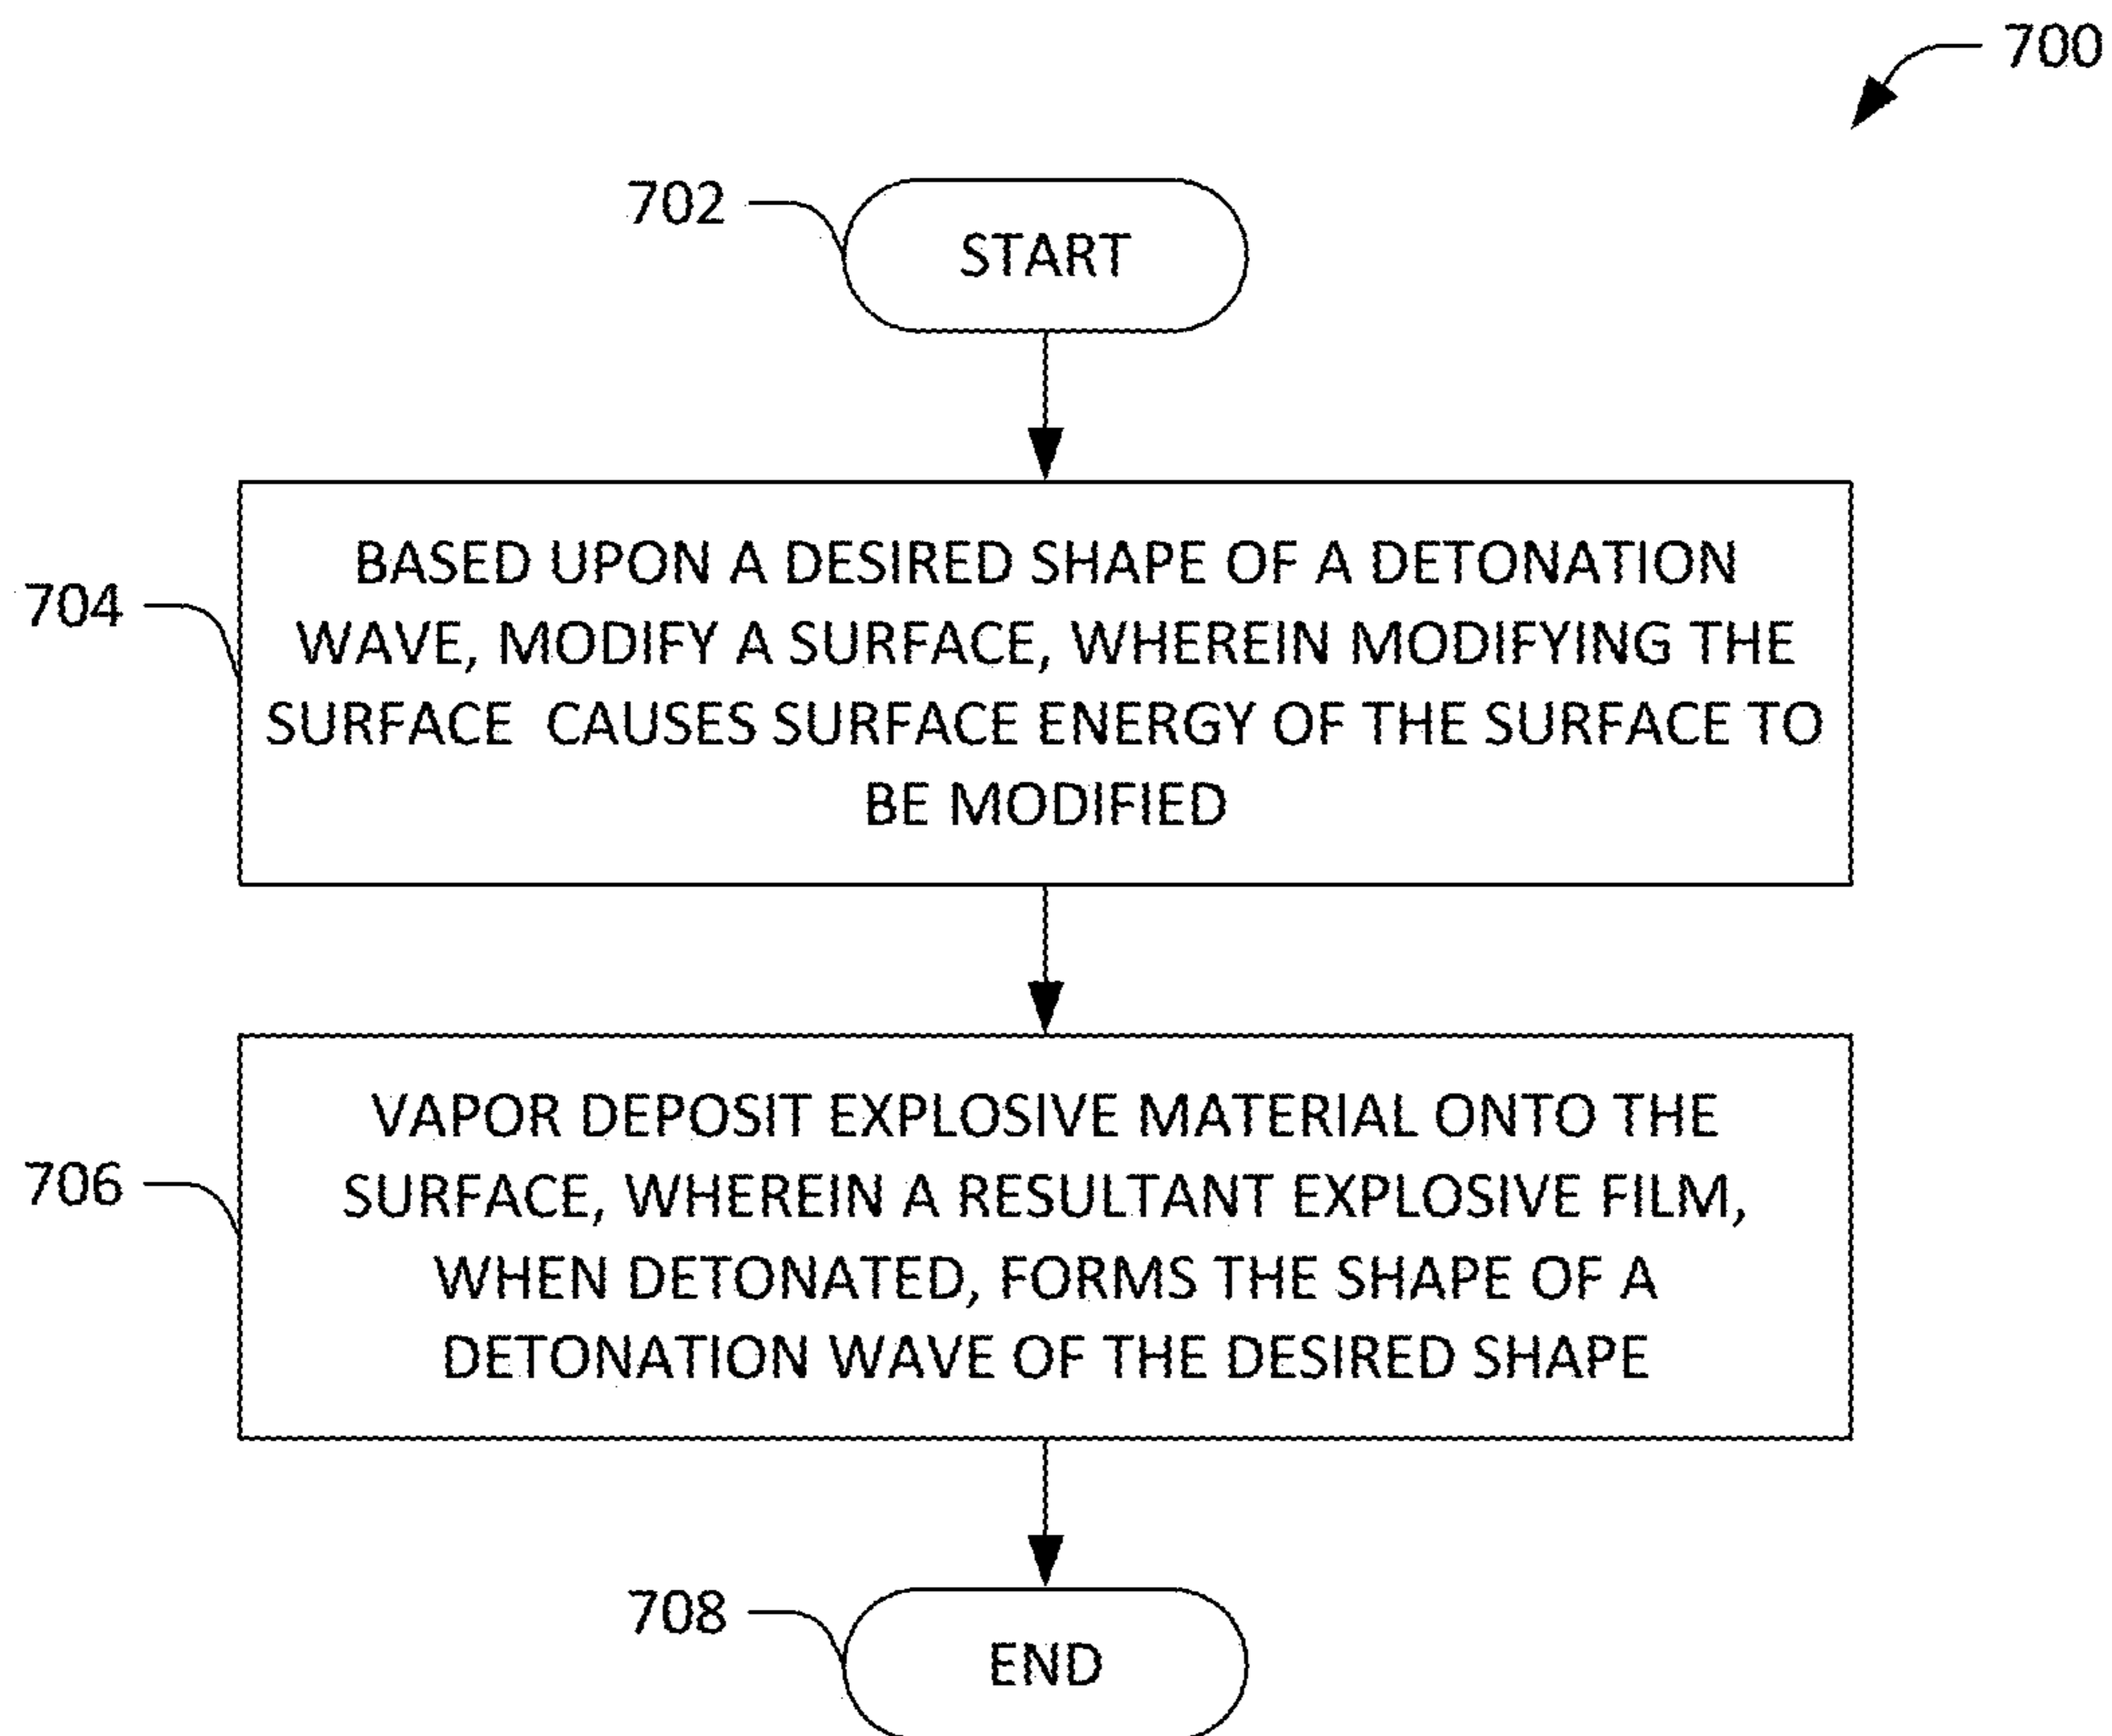 700
702
START
704
BASED UPON A DESIRED SHAPE OF A DETONATION
WAVE, MODIFY A SURFACE, WHEREIN MODIFYING THE
SURFACE CAUSES SURFACE ENERGY OF THE SURFACE TO
BE MODIFIED
706
VAPOR DEPOSIT EXPLOSIVE MATERIAL ONTO THE
SURFACE, WHEREIN A RESULTANT EXPLOSIVE FILM,
WHEN DETONATED, FORMS THE SHAPE OF A
DETONATION WAVE OF THE DESIRED SHAPE
708
END